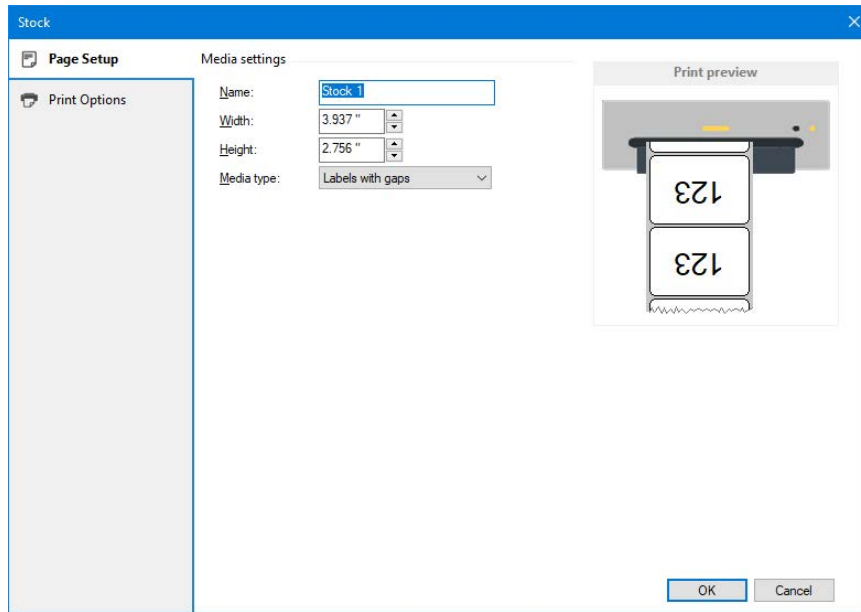 Stock
Page Setup
Print Options
Media settings
Name: Stock 1
Width: 3.937 "
Height: 2.756 "
Media type: Labels with gaps
Print preview
123
123
OK Cancel